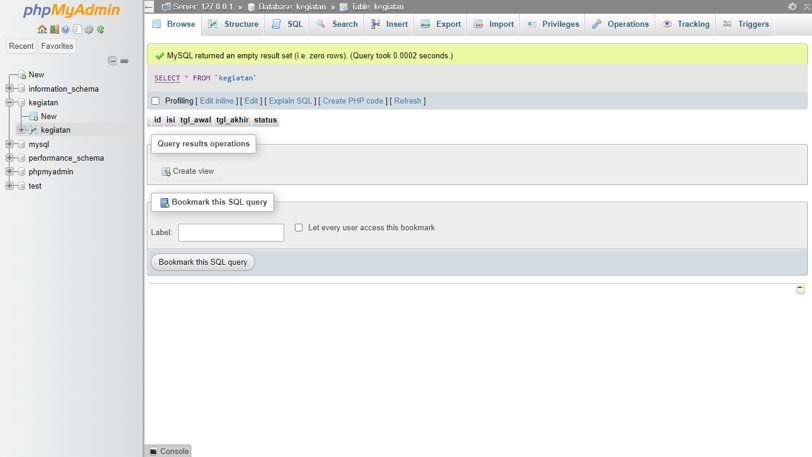 phpMyAdmin
Recent Favorites
New
information_schema
kegiatan
New
kegiatan
mysql
performance_schema
phpmyadmin
test
Server: 127.0.0.1 » Database: kegiatan » Table: kegiatan
Browse Structure SQL Search Insert Export Import Privileges Operations Tracking Triggers
MySQL returned an empty result set (i.e. zero rows). (Query took 0.0002 seconds.)
SELECT * FROM `kegiatan`
Profiling [ Edit inline ] [ Edit ] [ Explain SQL ] [ Create PHP code ] [ Refresh ]
id isi tgl_awal tgl_akhir status
Query results operations
Create view
Bookmark this SQL query
Label: Let every user access this bookmark
Bookmark this SQL query
Console